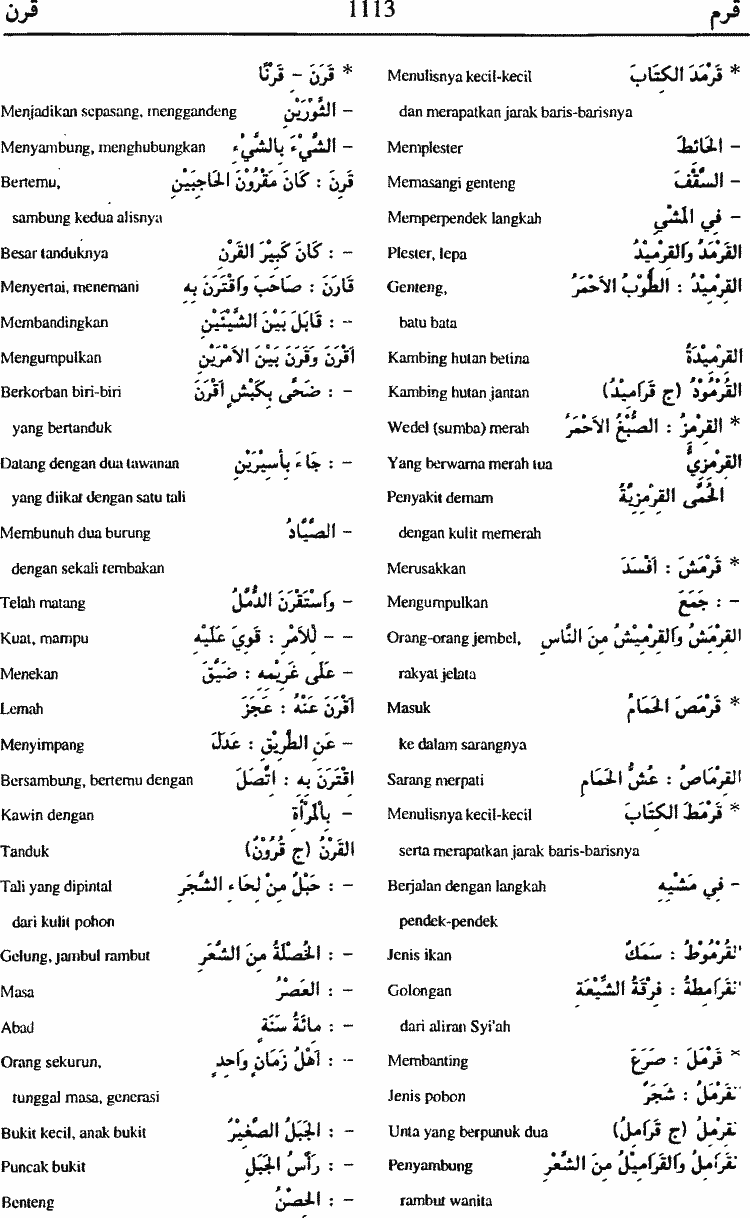 قرم 1113 قرن
* قَرْمَدَ الكِتَابَ Menulisnya kecil-kecil
dan merapatkan jarak baris-barisnya
– الحَائِطَ Memplester
– السَّقْفَ Memasangi genteng
– فِي المَشْيِ Memperpendek langkah
القَرْمَدُ وَالقِرْمِيْدُ Plester, lepa
القِرْمِيْدُ : الطُّوْبُ الأَحْمَرُ Genteng,
batu bata
القِرْمِيْدَةُ Kambing hutan betina
القُرْمُوْدُ (ج قَرَامِيْدُ) Kambing hutan jantan
* القِرْمِزُ : الصِّبْغُ الأَحْمَرُ Wedel (sumba) merah
القِرْمِزِيُّ Yang berwarna merah tua
الحُمَّى القِرْمِزِيَّةُ Penyakit demam
dengan kulit memerah
* قَرْمَشَ : أَفْسَدَ Merusakkan
– : جَمَعَ Mengumpulkan
القَرْمَشُ وَالقَرْمِيْشُ مِنَ النَّاسِ Orang-orang jembel,
rakyat jelata
* قَرْمَصَ الحَمَامُ Masuk
ke dalam sarangnya
القِرْمَاصُ : عُشُّ الحَمَامِ Sarang merpati
* قَرْمَطَ الكِتَابَ Menulisnya kecil-kecil
serta merapatkan jarak baris-barisnya
– فِي مَشْيِهِ Berjalan dengan langkah
pendek-pendek
القُرْمُوْطُ : سَمَكٌ Jenis ikan
القَرَامِطَةُ : فِرْقَةُ الشِّيْعَةِ Golongan
dari aliran Syi'ah
* قَرْمَلَ : صَرَعَ Membanting
القَرْمَلُ : شَجَرٌ Jenis pohon
القِرْمِلُ (ج قَرَامِلُ) Unta yang berpunuk dua
القَرَامِلُ وَالقَرَامِيْلُ مِنَ الشَّعْرِ Penyambung
rambut wanita
* قَرَنَ – قَرْنًا
– الثَّوْرَيْنِ Menjadikan sepasang, menggandeng
– الشَّيْءَ بِالشَّيْءِ Menyambung, menghubungkan
قَرِنَ : كَانَ مَقْرُوْنَ الحَاجِبَيْنِ Bertemu,
sambung kedua alisnya
– : كَانَ كَبِيْرَ القَرْنِ Besar tanduknya
قَارَنَ : صَاحَبَ وَاقْتَرَنَ بِهِ Menyertai, menemani
– : قَابَلَ بَيْنَ الشَّيْئَيْنِ Membandingkan
أَقْرَنَ وَقَرَنَ بَيْنَ الأَمْرَيْنِ Mengumpulkan
– : ضَحَّى بِكَبْشٍ أَقْرَنَ Berkorban biri-biri
yang bertanduk
– : جَاءَ بِأَسِيْرَيْنِ Datang dengan dua tawanan
yang diikat dengan satu tali
– الصَّيَّادُ Membunuh dua burung
dengan sekali tembakan
– وَاسْتَقْرَنَ الدُّمَّلُ Telah matang
– – لِلأَمْرِ : قَوِيَ عَلَيْهِ Kuat, mampu
– عَلَى غَرِيْمِهِ : ضَيَّقَ Menekan
أَقْرَنَ عَنْهُ : عَجَزَ Lemah
– عَنِ الطَّرِيْقِ : عَدَلَ Menyimpang
اقْتَرَنَ بِهِ : اتَّصَلَ Bersambung, bertemu dengan
– بِالْمَرْأَةِ Kawin dengan
القَرْنُ (ج قُرُوْنٌ) Tanduk
– : حَبْلٌ مِنْ لِحَاءِ الشَّجَرِ Tali yang dipintal
dari kulit pohon
– : الخُصْلَةُ مِنَ الشَّعَرِ Gelung, jambul rambut
– : العَصْرُ Masa
– : مِائَةُ سَنَةٍ Abad
– : أَهْلُ زَمَانٍ وَاحِدٍ Orang sekurun,
tunggal masa, generasi
– : الجَبَلُ الصَّغِيْرُ Bukit kecil, anak bukit
– : رَأْسُ الجَبَلِ Puncak bukit
– : الحِصْنُ Benteng